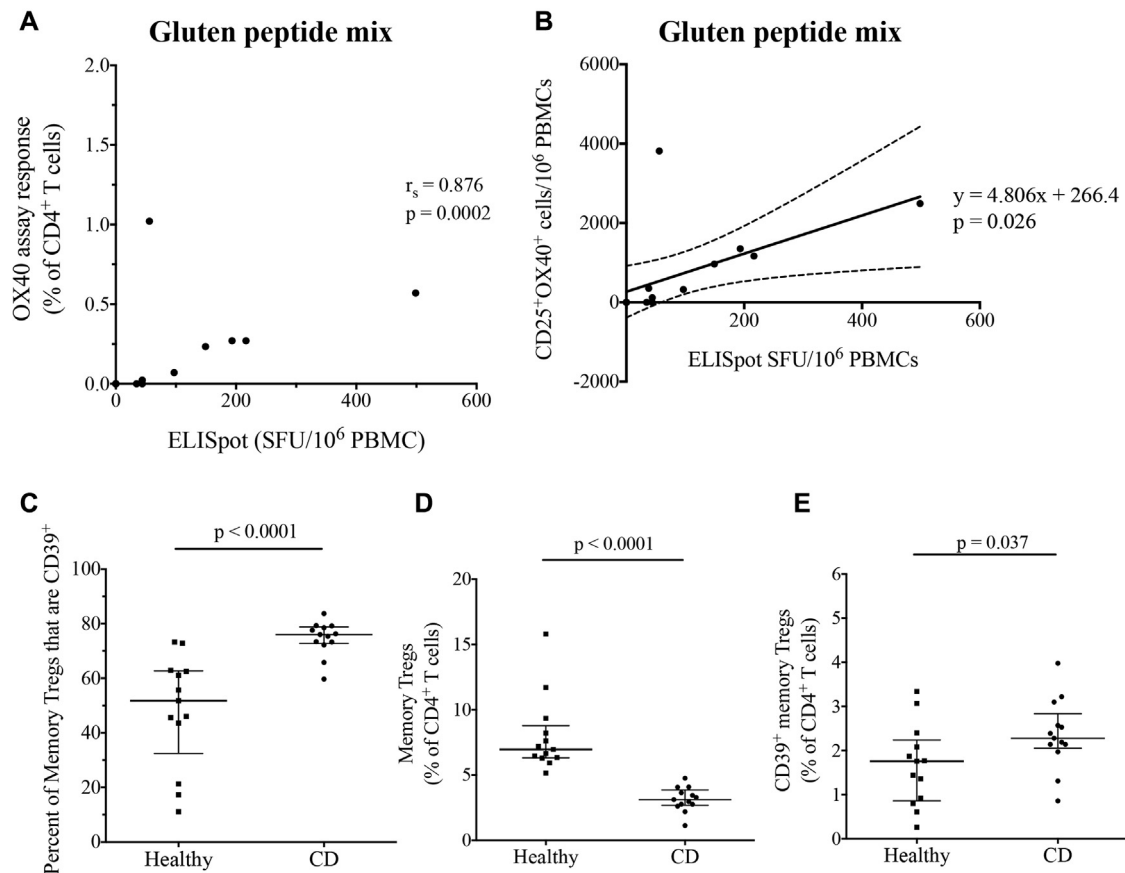 A
Gluten peptide mix
OX40 assay response
(% of CD4⁺ T cells)
2.0
1.5
1.0
0.5
0.0
rₛ = 0.876
p = 0.0002
0
200
400
600
ELISpot (SFU/10⁶ PBMC)
B
Gluten peptide mix
CD25⁺OX40⁺ cells/10⁶ PBMCs
6000
4000
2000
0
-2000
y = 4.806x + 266.4
p = 0.026
200
400
600
ELISpot SFU/10⁶ PBMCs
C
Percent of Memory Tregs that are CD39⁺
p < 0.0001
100
80
60
40
20
0
Healthy
CD
D
Memory Tregs
(% of CD4⁺ T cells)
p < 0.0001
20
15
10
5
0
Healthy
CD
E
CD39⁺ memory Tregs
(% of CD4⁺ T cells)
p = 0.037
6
5
4
3
2
1
0
Healthy
CD